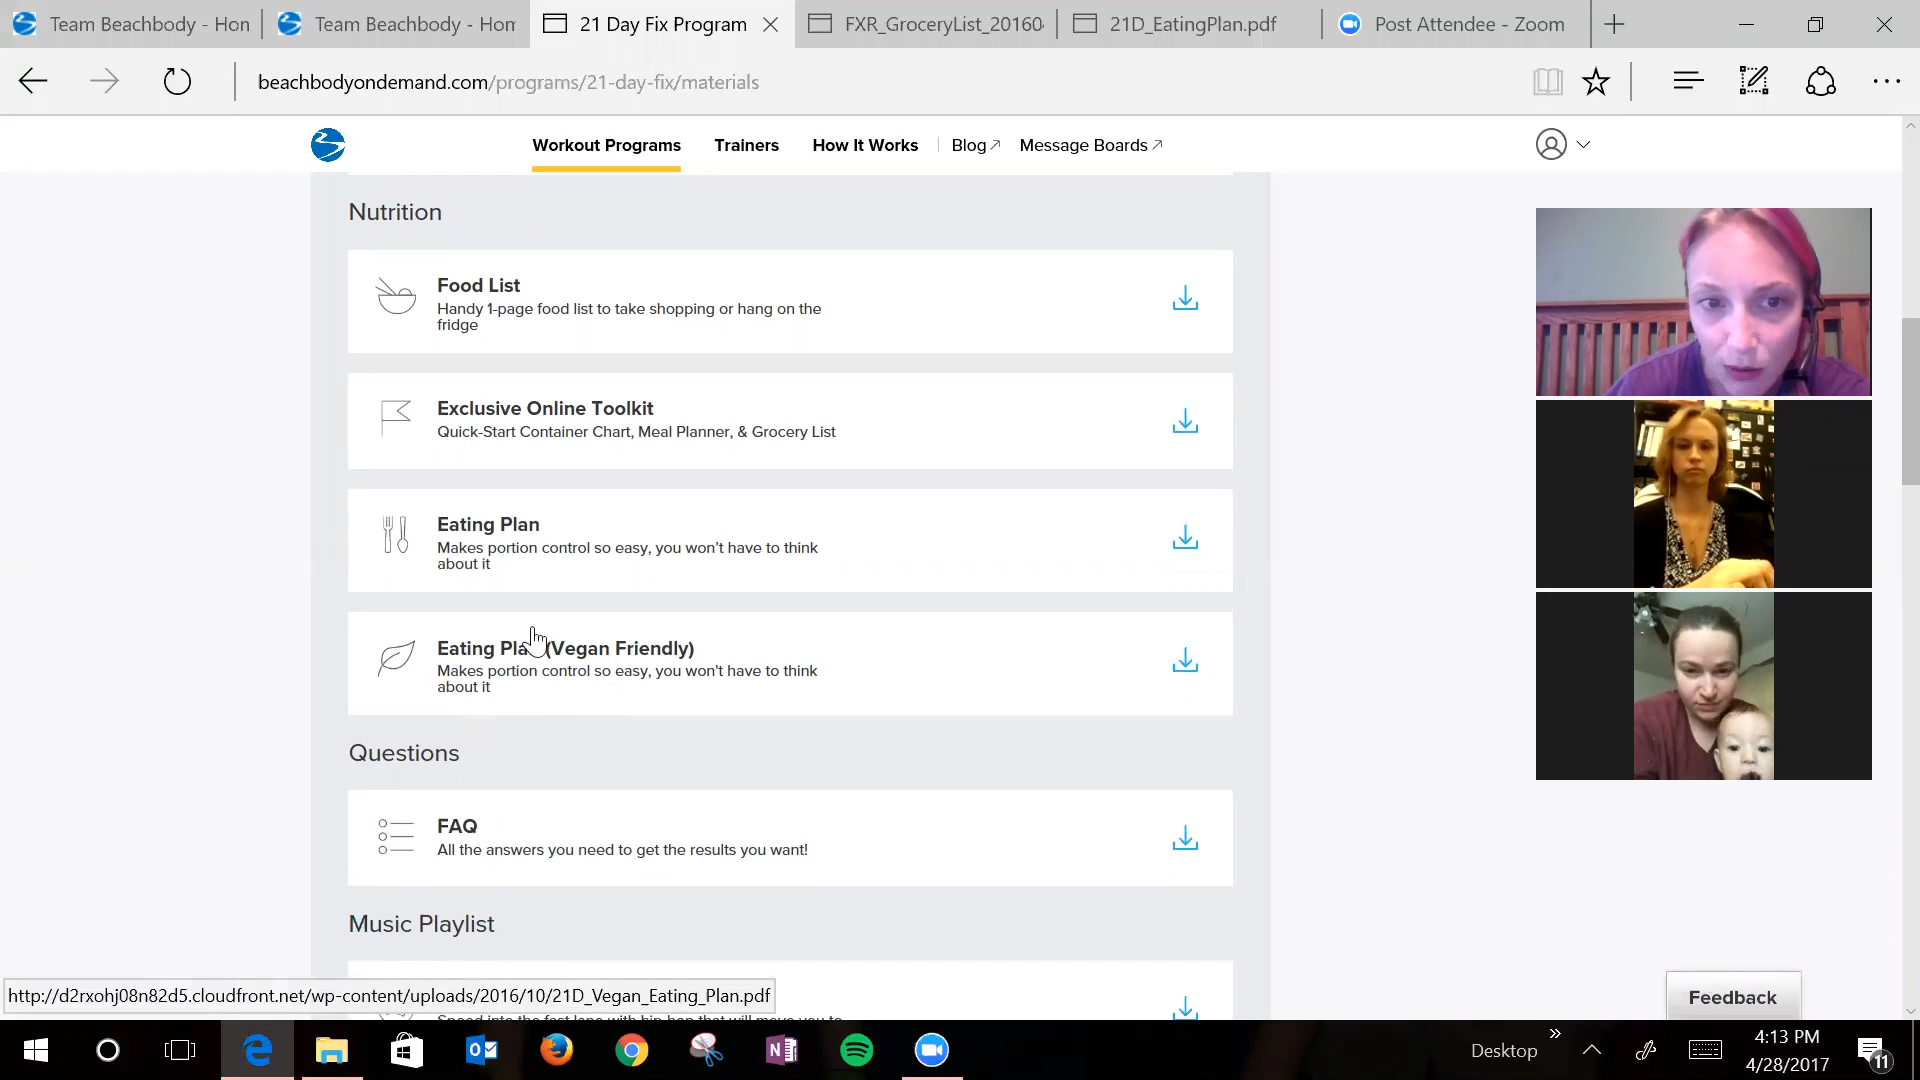 Team Beachbody - Hon
Team Beachbody - Hom
21 Day Fix Program
FXR_GroceryList_20160
21D_EatingPlan.pdf
Post Attendee - Zoom
beachbodyondemand.com/programs/21-day-fix/materials
Workout Programs
Trainers
How It Works
Blog
Message Boards
Nutrition
Food List
Handy 1-page food list to take shopping or hang on the
fridge
Exclusive Online Toolkit
Quick-Start Container Chart, Meal Planner, & Grocery List
Eating Plan
Makes portion control so easy, you won't have to think
about it
Eating Pla (Vegan Friendly)
Makes portion control so easy, you won't have to think
about it
Questions
FAQ
All the answers you need to get the results you want!
Music Playlist
http://d2rxohj08n82d5.cloudfront.net/wp-content/uploads/2016/10/21D_Vegan_Eating_Plan.pdf
Feedback
Desktop
4:13 PM
4/28/2017
11